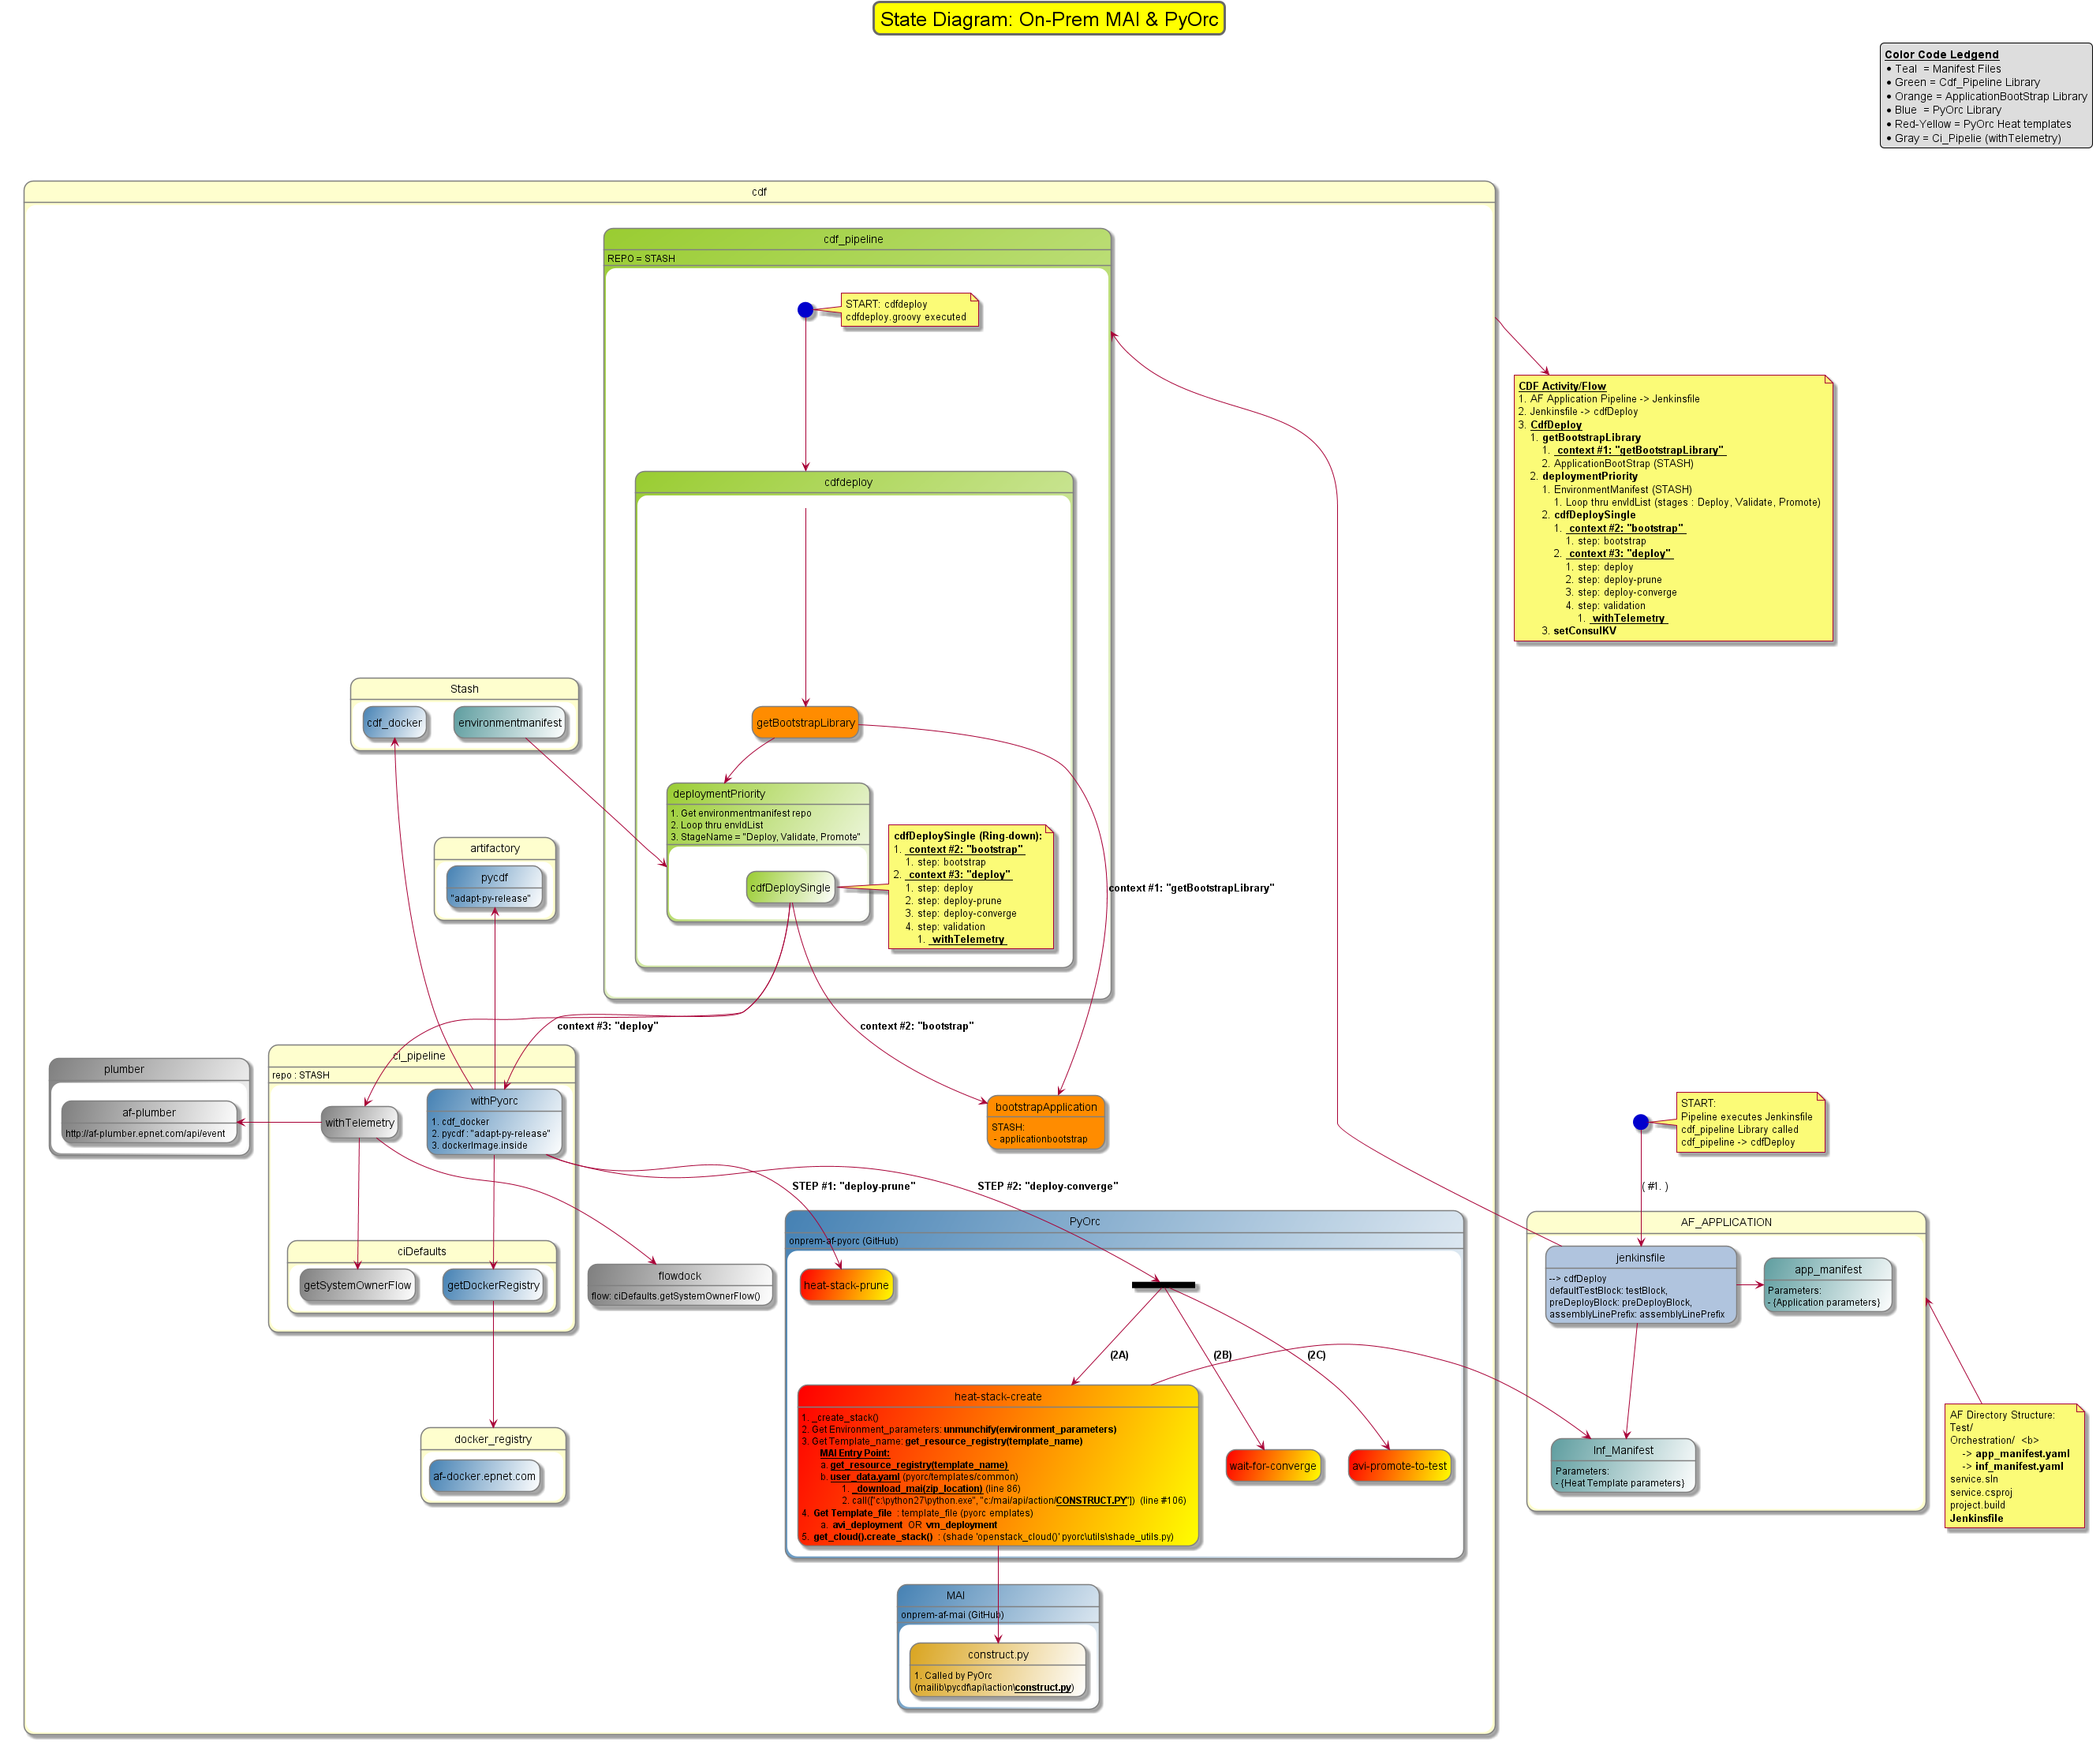 State Diagram: On-Prem MAI & PyOrc
Color Code Ledgend
• Teal = Manifest Files
• Green = Cdf_Pipeline Library
• Orange = ApplicationBootStrap Library
• Blue = PyOrc Library
• Red-Yellow = PyOrc Heat templates
• Gray = Ci_Pipelie (withTelemetry)
cdf
cdf_pipeline
REPO = STASH
START: cdfdeploy
cdfdeploy.groovy executed
CDF Activity/Flow
1. AF Application Pipeline -> Jenkinsfile
2. Jenkinsfile -> cdfDeploy
3. CdfDeploy
1. getBootstrapLibrary
1. context #1: "getBootstrapLibrary"
2. ApplicationBootStrap (STASH)
2. deploymentPriority
1. EnvironmentManifest (STASH)
1. Loop thru envIdList (stages : Deploy, Validate, Promote)
2. cdfDeploySingle
1. context #2: "bootstrap"
1. step: bootstrap
2. context #3: "deploy"
1. step: deploy
2. step: deploy-prune
3. step: deploy-converge
4. step: validation
1. withTelemetry
3. setConsulKV
cdfdeploy
Stash
cdf_docker
environmentmanifest
getBootstrapLibrary
deploymentPriority
1. Get environmentmanifest repo
2. Loop thru envIdList
3. StageName = "Deploy, Validate, Promote"
cdfDeploySingle
cdfDeploySingle (Ring-down):
1. context #2: "bootstrap"
1. step: bootstrap
2. context #3: "deploy"
1. step: deploy
2. step: deploy-prune
3. step: deploy-converge
4. step: validation
1. withTelemetry
context #1: "getBootstrapLibrary"
artifactory
pycdf
"adapt-py-release"
context #3: "deploy"
context #2: "bootstrap"
plumber
af-plumber
http://af-plumber.epnet.com/api/event
ci_pipeline
repo : STASH
withTelemetry
withPyorc
1. cdf_docker
2. pycdf : "adapt-py-release"
3. dockerImage.inside
bootstrapApplication
STASH:
- applicationbootstrap
START:
Pipeline executes Jenkinsfile
cdf_pipeline Library called
cdf_pipeline -> cdfDeploy
STEP #1: "deploy-prune"
STEP #2: "deploy-converge"
( #1. )
ciDefaults
getSystemOwnerFlow
getDockerRegistry
flowdock
flow: ciDefaults.getSystemOwnerFlow()
PyOrc
onprem-af-pyorc (GitHub)
heat-stack-prune
(2A)
(2B)
(2C)
AF_APPLICATION
jenkinsfile
--> cdfDeploy
defaultTestBlock: testBlock,
preDeployBlock: preDeployBlock,
assemblyLinePrefix: assemblyLinePrefix
app_manifest
Parameters:
- {Application parameters}
heat-stack-create
1. _create_stack()
2. Get Environment_parameters: unmunchify(environment_parameters)
3. Get Template_name: get_resource_registry(template_name)
MAI Entry Point:
a. get_resource_registry(template_name)
b. user_data.yaml (pyorc/templates/common)
1. _download_mai(zip_location) (line 86)
2. call(["c:\python27\python.exe", "c:/mai/api/action/CONSTRUCT.PY"]) (line #106)
4. Get Template_file : template_file (pyorc emplates)
a. avi_deployment OR vm_deployment
5. get_cloud().create_stack() : (shade 'openstack_cloud()' pyorc\utils\shade_utils.py)
wait-for-converge
avi-promote-to-test
Inf_Manifest
Parameters:
- {Heat Template parameters}
AF Directory Structure:
Test/
Orchestration/ <b>
-> app_manifest.yaml
-> inf_manifest.yaml
service.sln
service.csproj
project.build
Jenkinsfile
docker_registry
af-docker.epnet.com
MAI
onprem-af-mai (GitHub)
construct.py
1. Called by PyOrc
(mailib\pycdf\api\action\construct.py)